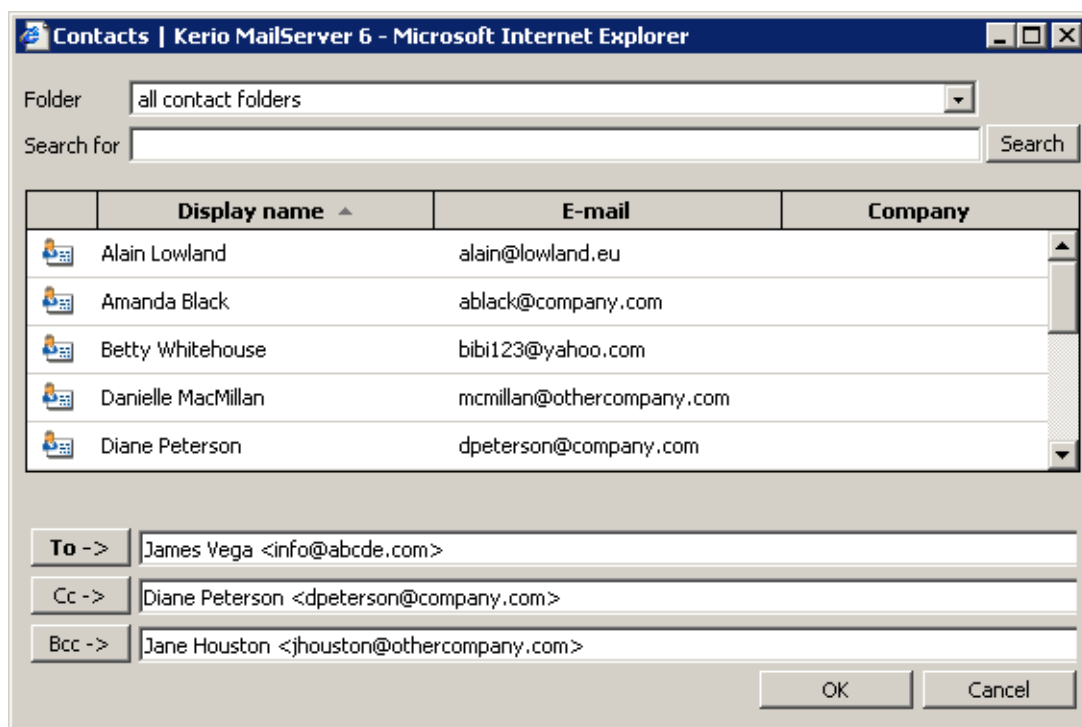 Contacts | Kerio MailServer 6 - Microsoft Internet Explorer
Folder all contact folders
Search for Search
Display name E-mail Company
Alain Lowland alain@lowland.eu
Amanda Black ablack@company.com
Betty Whitehouse bibi123@yahoo.com
Danielle MacMillan mcmillan@othercompany.com
Diane Peterson dpeterson@company.com
To -> James Vega <info@abcde.com>
Cc -> Diane Peterson <dpeterson@company.com>
Bcc -> Jane Houston <jhouston@othercompany.com>
OK Cancel